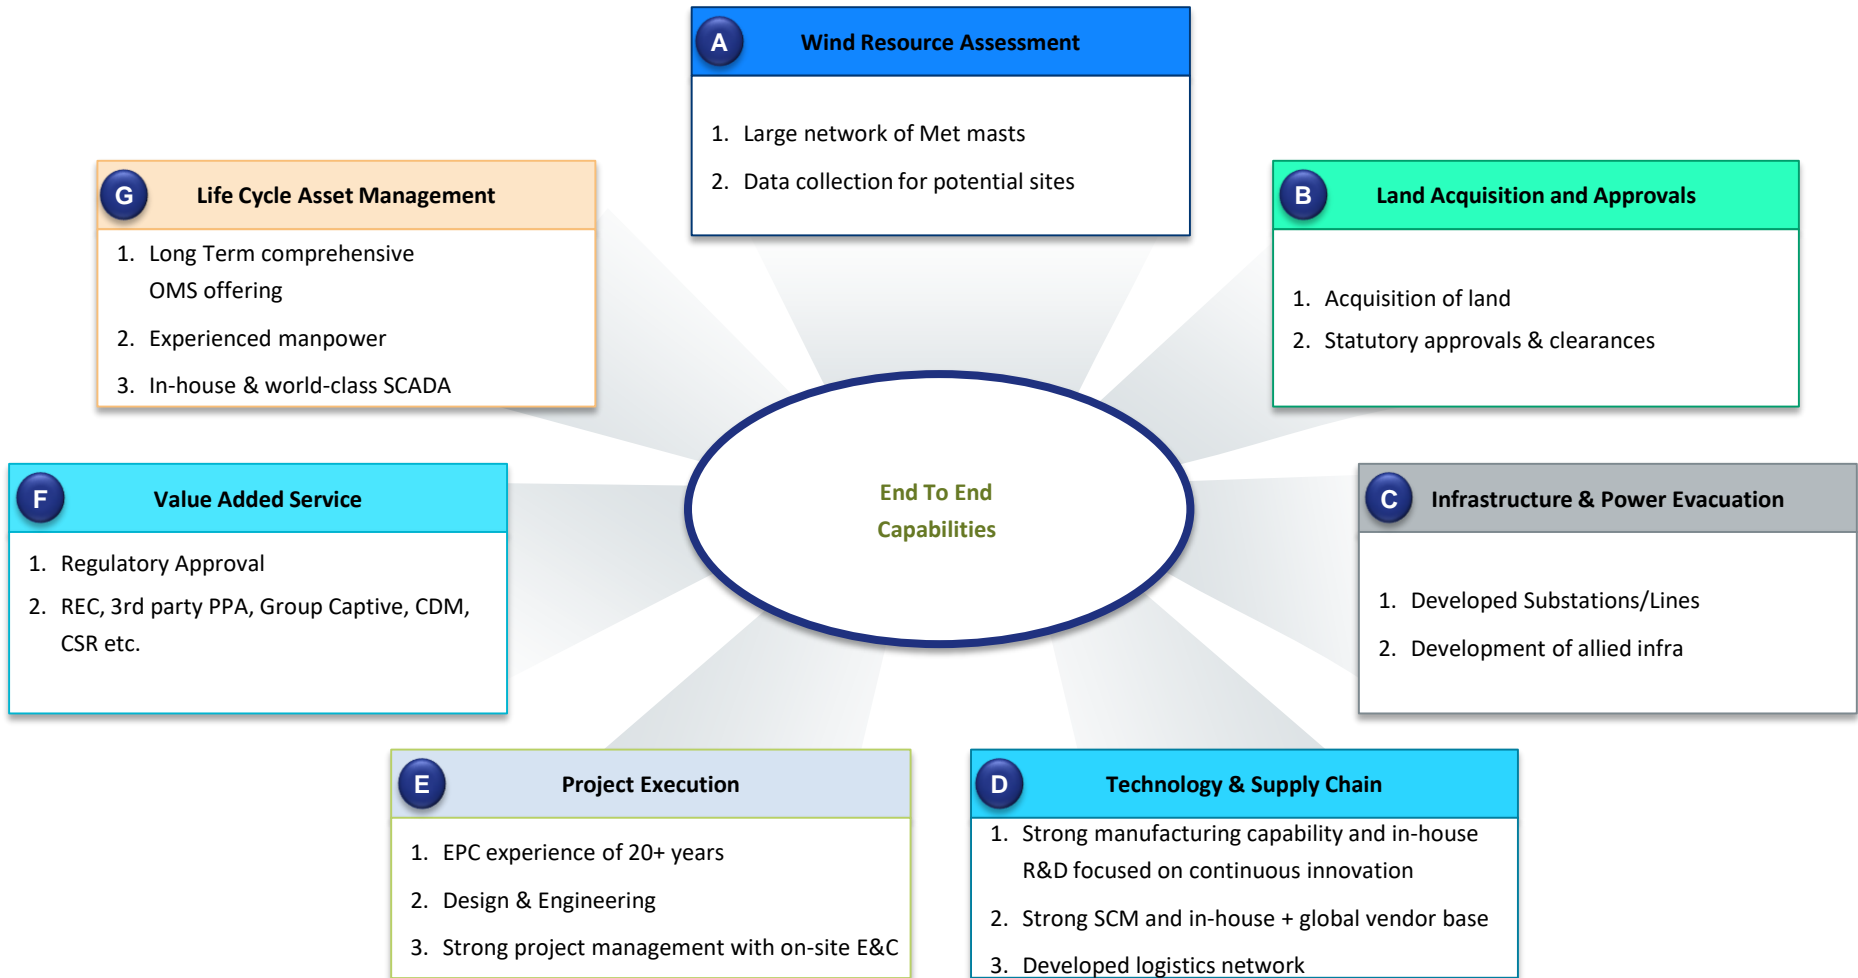 A
Wind Resource Assessment
1. Large network of Met masts
2. Data collection for potential sites
B
Land Acquisition and Approvals
1. Acquisition of land
2. Statutory approvals & clearances
C
Infrastructure & Power Evacuation
1. Developed Substations/Lines
2. Development of allied infra
D
Technology & Supply Chain
1. Strong manufacturing capability and in-house
R&D focused on continuous innovation
2. Strong SCM and in-house + global vendor base
3. Developed logistics network
E
Project Execution
1. EPC experience of 20+ years
2. Design & Engineering
3. Strong project management with on-site E&C
F
Value Added Service
1. Regulatory Approval
2. REC, 3rd party PPA, Group Captive, CDM,
CSR etc.
G
Life Cycle Asset Management
1. Long Term comprehensive
OMS offering
2. Experienced manpower
3. In-house & world-class SCADA
End To End
Capabilities